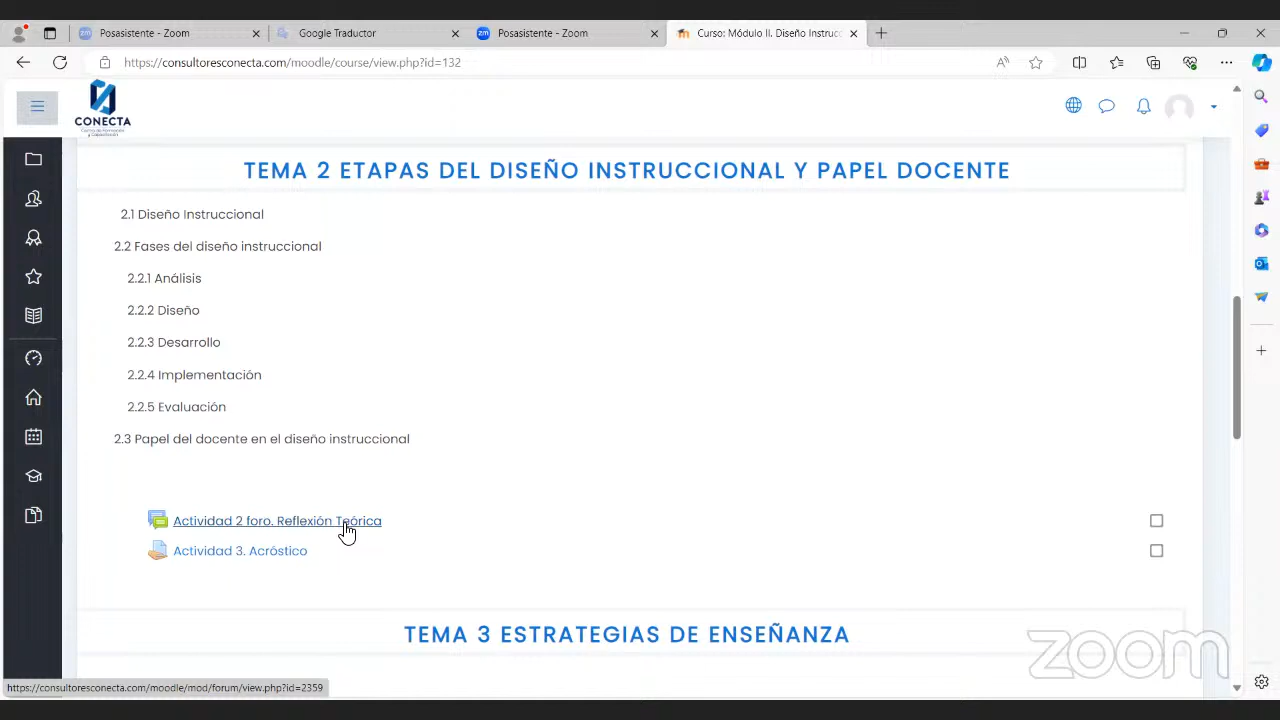 Posasistente - Zoom
Google Traductor
Posasistente - Zoom
Curso: Módulo II. Diseño Instrucc
https://consultoresconecta.com/moodle/course/view.php?id=132
CONECTA
TEMA 2 ETAPAS DEL DISEÑO INSTRUCCIONAL Y PAPEL DOCENTE
2.1 Diseño Instruccional
2.2 Fases del diseño instruccional
2.2.1 Análisis
2.2.2 Diseño
2.2.3 Desarrollo
2.2.4 Implementación
2.2.5 Evaluación
2.3 Papel del docente en el diseño instruccional
Actividad 2 foro. Reflexión Teórica
Actividad 3. Acróstico
TEMA 3 ESTRATEGIAS DE ENSEÑANZA
zoom
https://consultoresconecta.com/moodle/mod/forum/view.php?id=2359